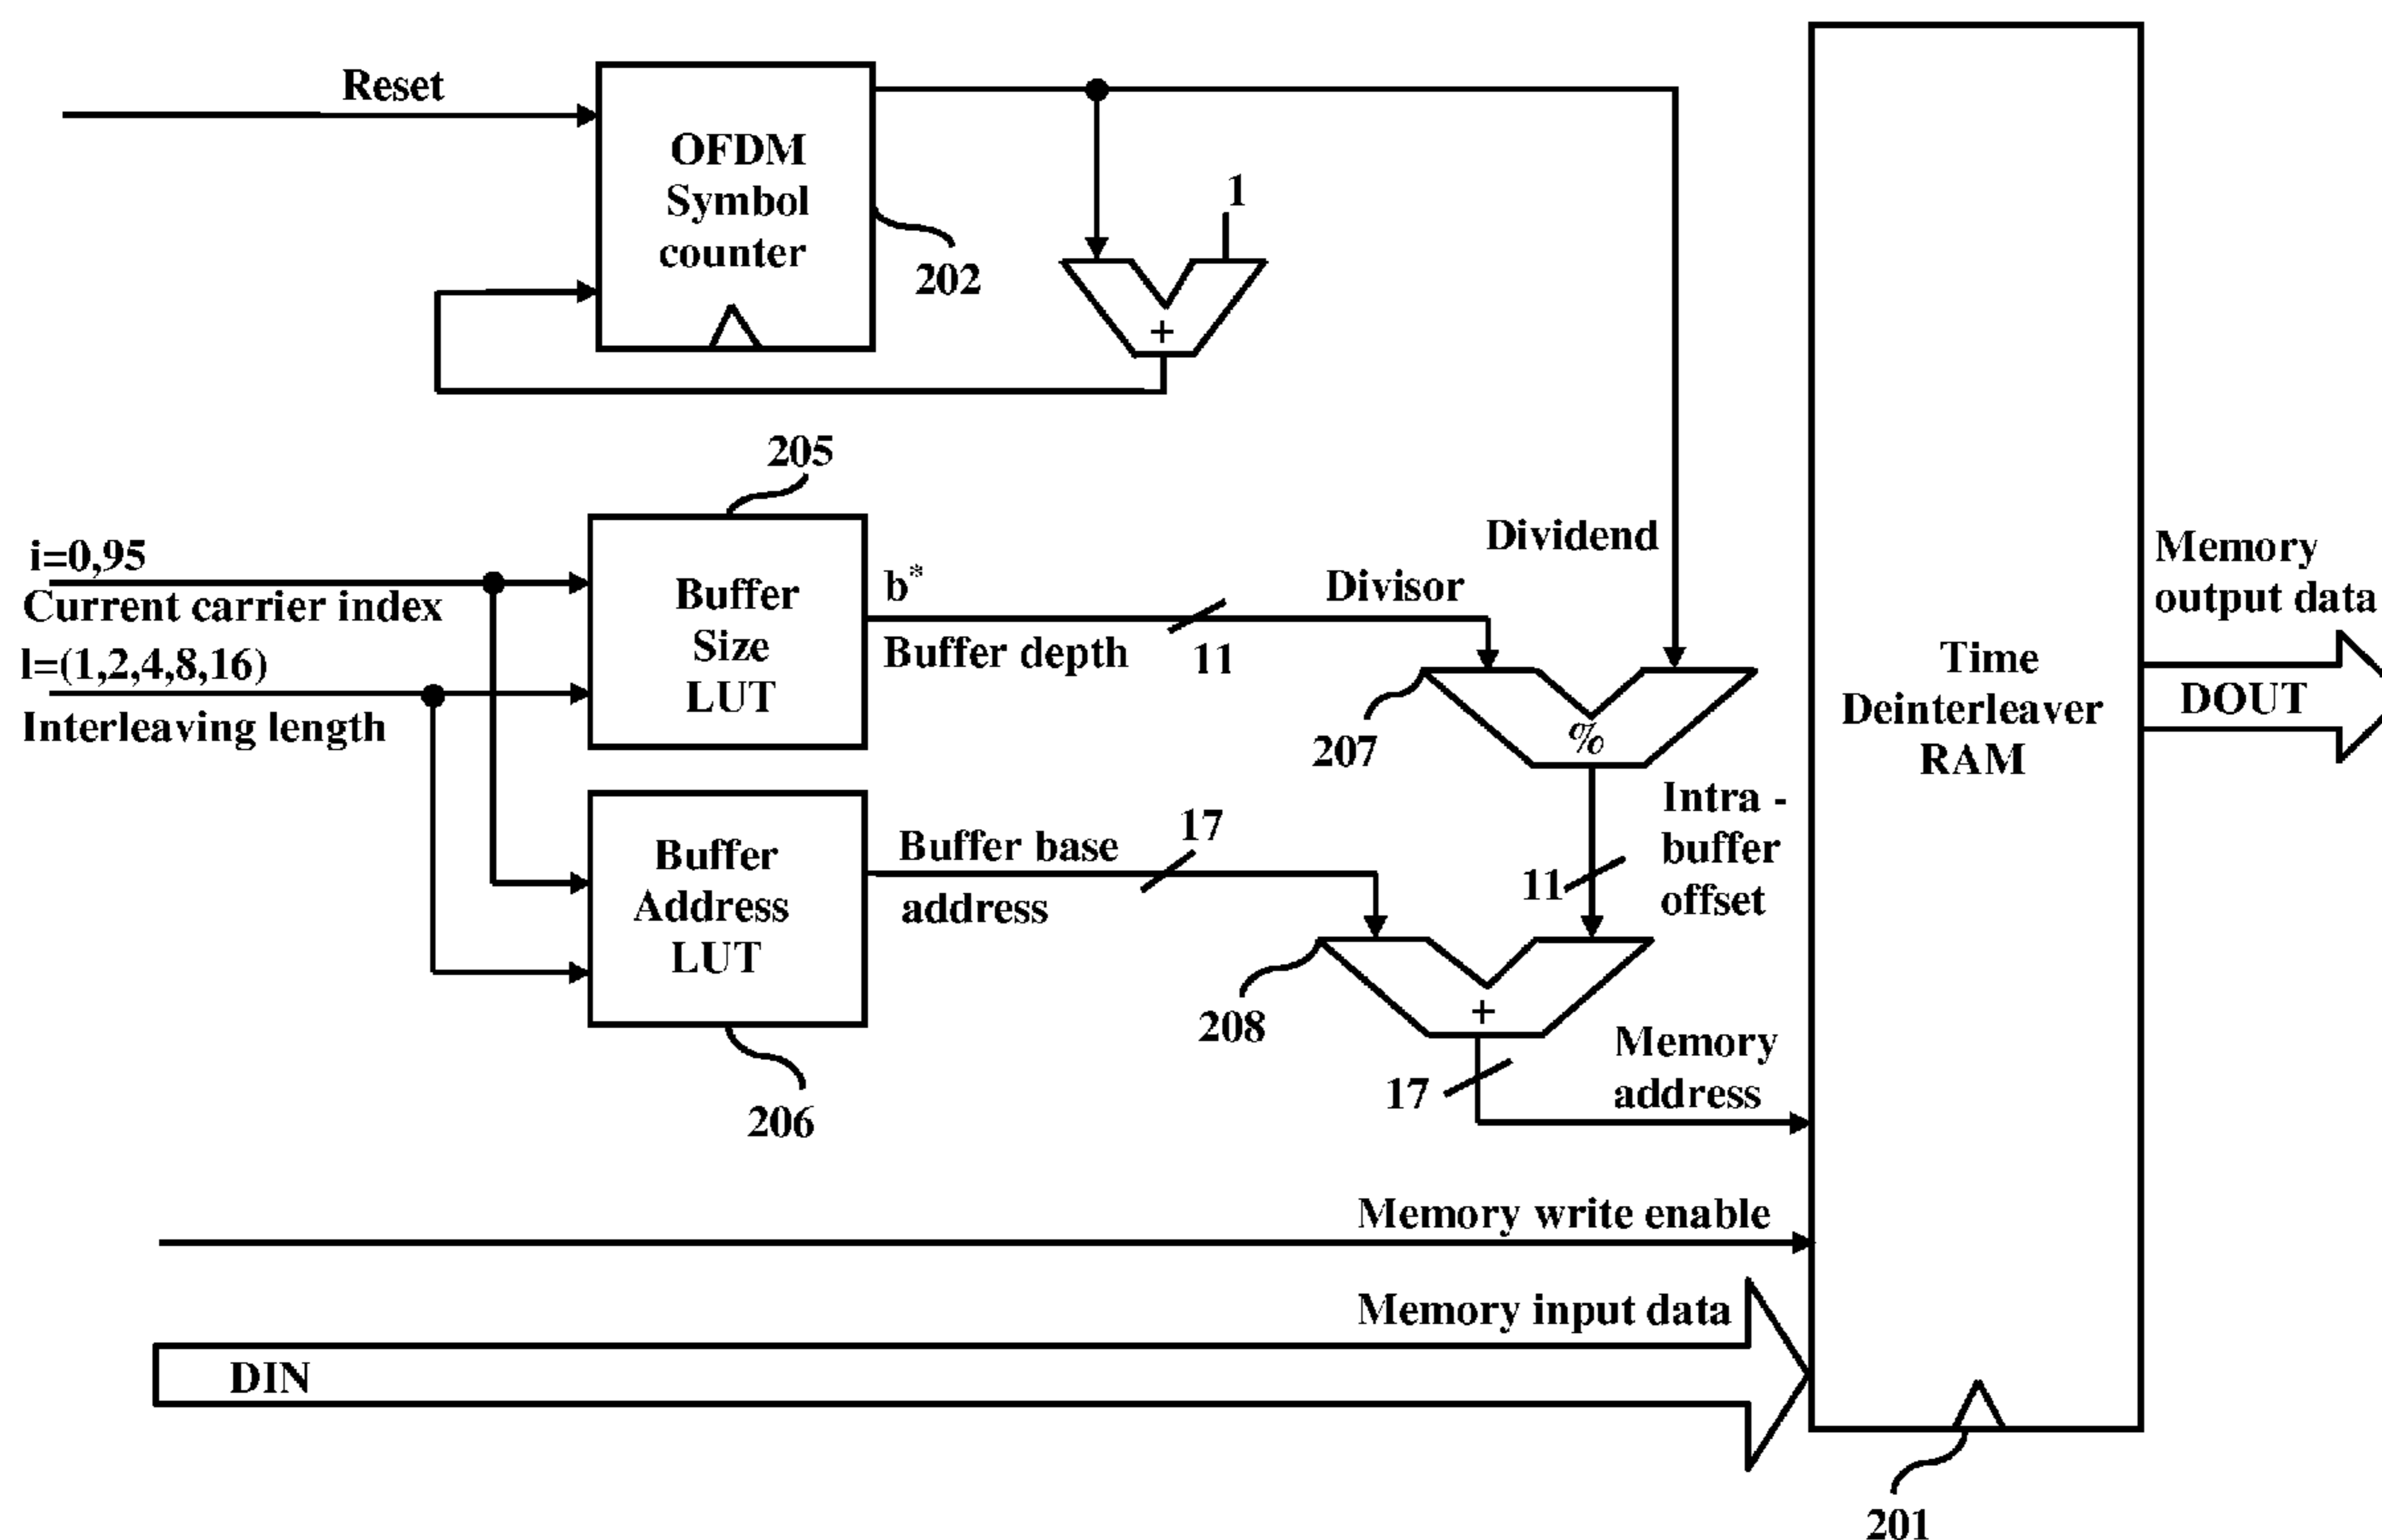 Reset
OFDM
Symbol
counter
202
1
+
205
i=0,95
Current carrier index
l=(1,2,4,8,16)
Interleaving length
Buffer
Size
LUT
b*
Buffer depth
11
Divisor
Dividend
207
%
Intra -
buffer
offset
11
Buffer
Address
LUT
206
Buffer base
address
17
208
+
17
Memory
address
Memory write enable
Memory input data
DIN
Time
Deinterleaver
RAM
201
Memory
output data
DOUT